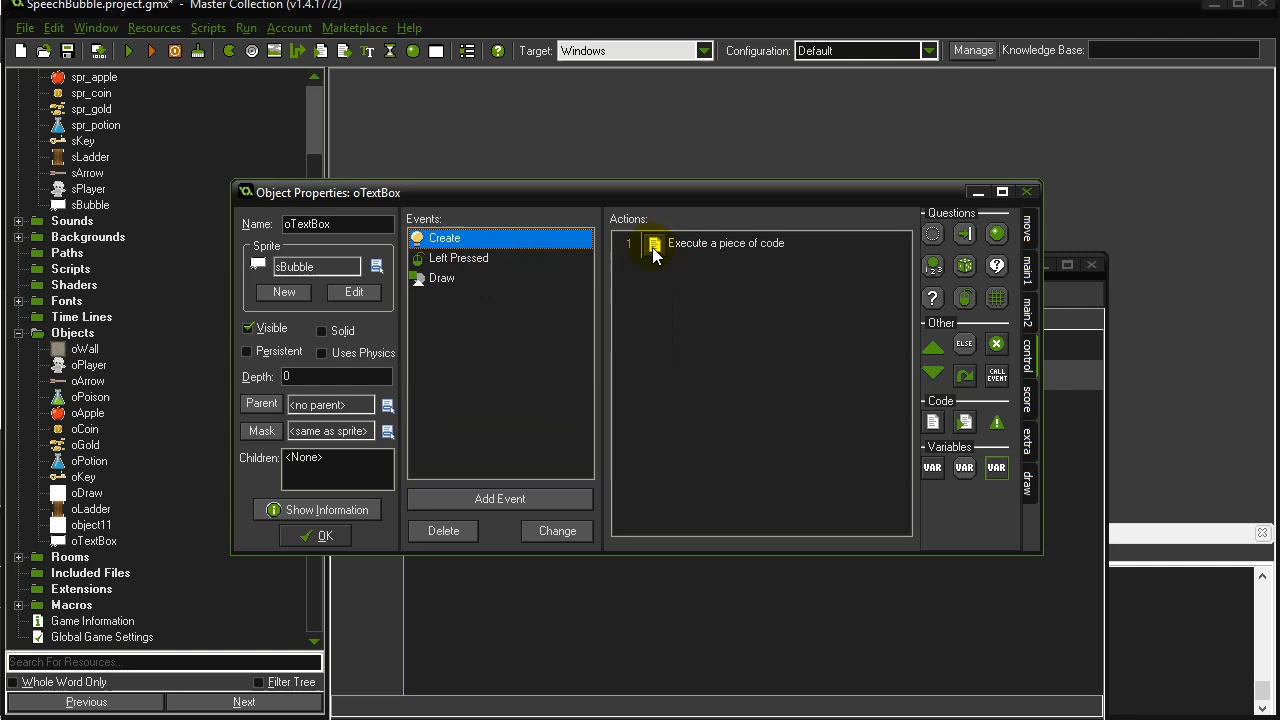 SpeechBubble.project.gmx* - Master Collection (v1.4.1772)
File Edit Window Resources Scripts Run Account Marketplace Help
Target: Windows Configuration: Default Manage Knowledge Base:
spr_apple
spr_coin
spr_gold
spr_potion
sKey
sLadder
sArrow
sPlayer
sBubble
Sounds
Backgrounds
Paths
Scripts
Shaders
Fonts
Time Lines
Objects
oWall
oPlayer
oArrow
oPoison
oApple
oCoin
oGold
oPotion
oKey
oDraw
oLadder
object11
oTextBox
Rooms
Included Files
Extensions
Macros
Game Information
Global Game Settings
Search For Resources...
Whole Word Only Filter Tree
Previous Next
Object Properties: oTextBox
Name: oTextBox
Sprite
sBubble
New Edit
Visible Solid
Persistent Uses Physics
Depth: 0
Parent <no parent>
Mask <same as sprite>
Children: <None>
Show Information
OK
Events:
Create
Left Pressed
Draw
Add Event
Delete Change
Actions:
1 Execute a piece of code
Questions
Other
ELSE
CALL EVENT
Code
Variables
VAR VAR VAR
move
main1
main2
control
score
extra
draw